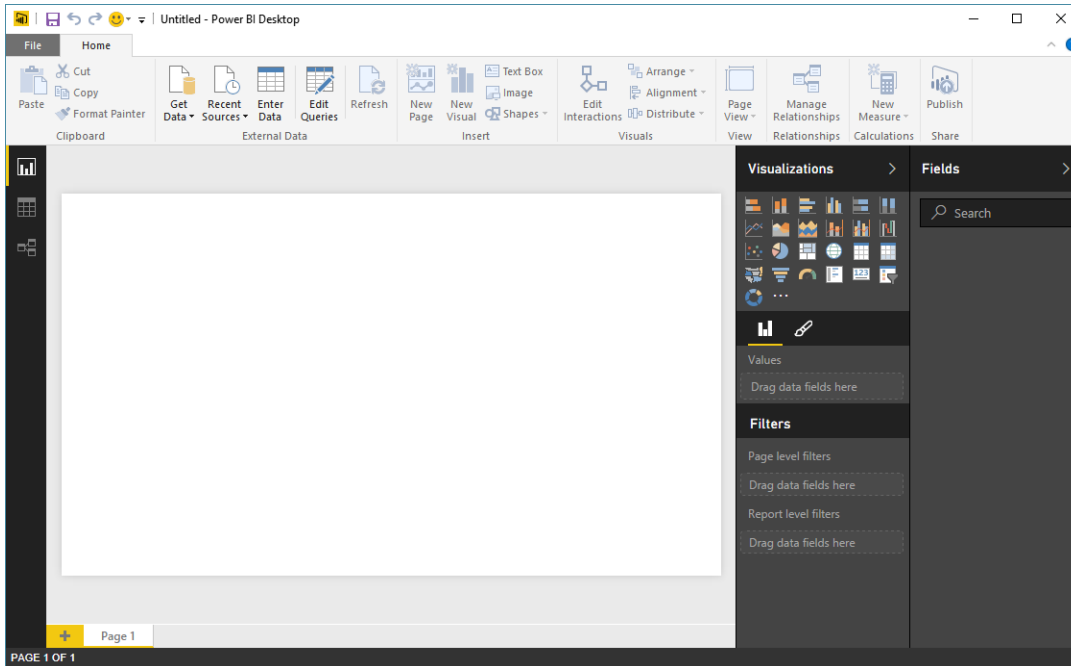 Untitled - Power BI Desktop
File Home
Paste
Cut
Copy
Format Painter
Clipboard
Get Data
Recent Sources
Enter Data
Edit Queries
Refresh
External Data
New Page
New Visual
Text Box
Image
Shapes
Insert
Edit Interactions
Arrange
Alignment
Distribute
Visuals
Page View
View
Manage Relationships
Relationships
New Measure
Calculations
Publish
Share
Visualizations
123
Values
Drag data fields here
Filters
Page level filters
Drag data fields here
Report level filters
Drag data fields here
Fields
Search
Page 1
PAGE 1 OF 1